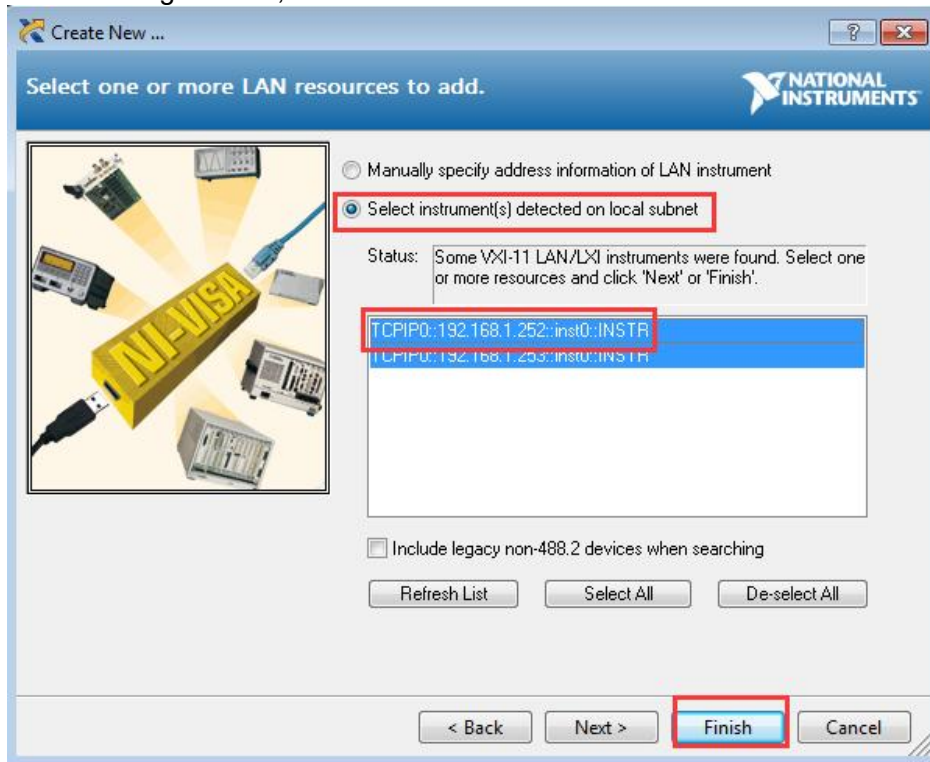 Create New ...
Select one or more LAN resources to add.
NATIONAL
INSTRUMENTS
Manually specify address information of LAN instrument
Select instrument(s) detected on local subnet
Status: Some VXI-11 LAN/LXI instruments were found. Select one
or more resources and click 'Next' or 'Finish'.
TCPIP0::192.168.1.252::inst0::INSTR
TCPIP0::192.168.1.253::inst0::INSTR
NI-VISA
Include legacy non-488.2 devices when searching
Refresh List Select All De-select All
< Back Next > Finish Cancel